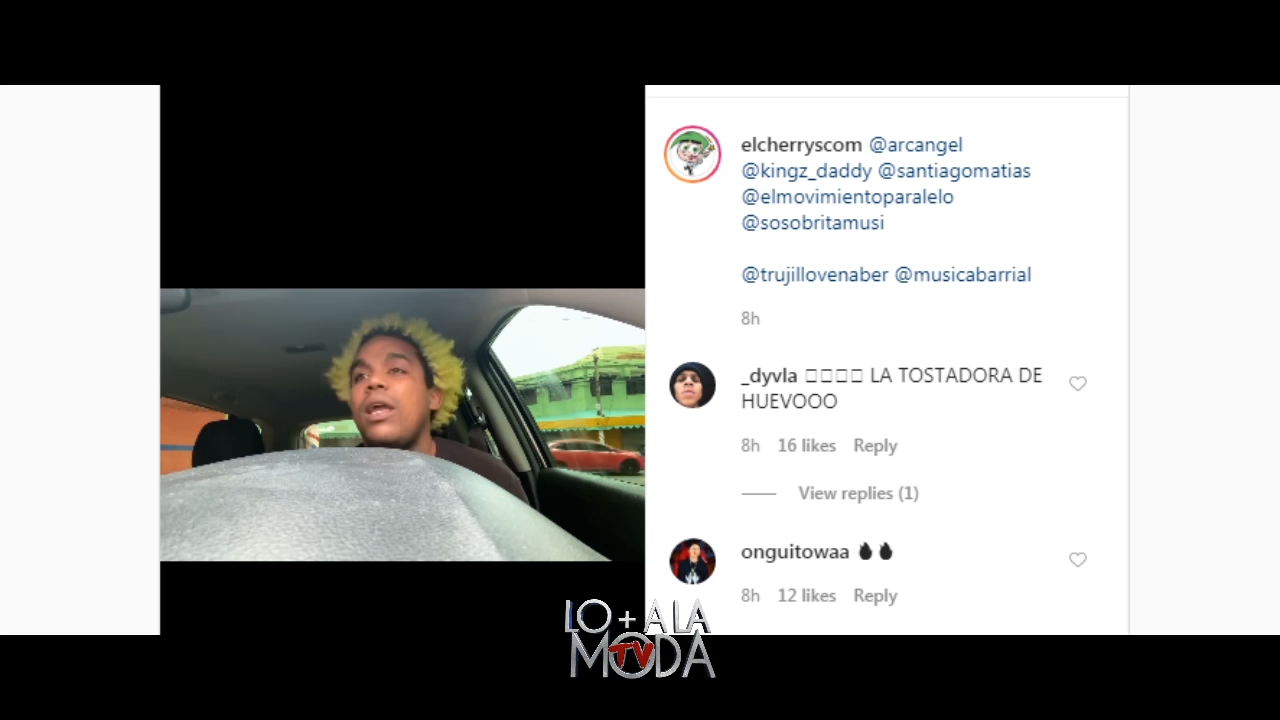 elcherryscom @arcangel
@kingz_daddy @santiagomatias
@elmovimientoparalelo
@sosobritamusi
@trujillovenaber @musicabarrial
8h
_dyvla □□□□ LA TOSTADORA DE
HUEVOOO
8h 16 likes Reply
View replies (1)
onguitowaa
8h 12 likes Reply
LO + A LA
MODA
TV